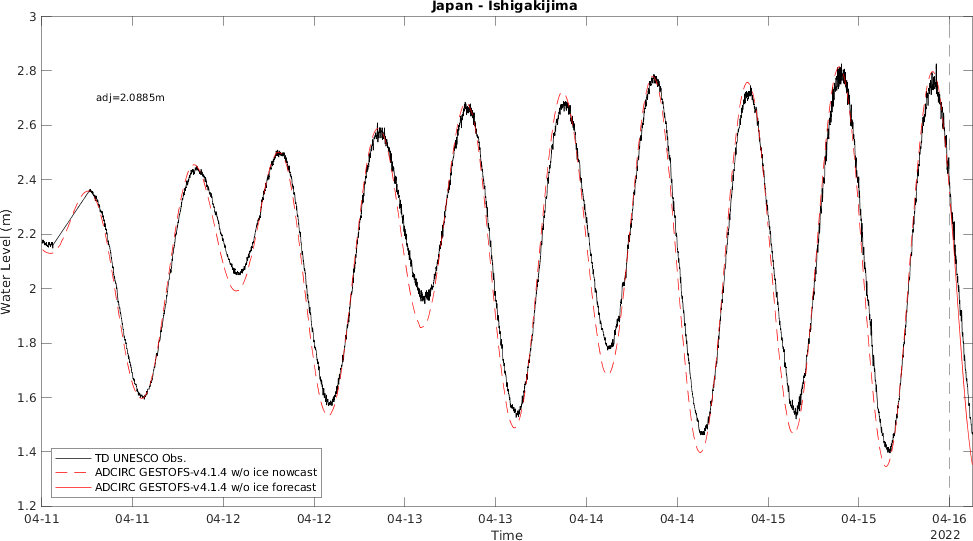 Japan - Ishigakijima
3
2.8
2.6
2.4
2.2
2
1.8
1.6
1.4
1.2
Water Level (m)
adj=2.0885m
TD UNESCO Obs.
ADCIRC GESTOFS-v4.1.4 w/o ice nowcast
ADCIRC GESTOFS-v4.1.4 w/o ice forecast
04-11 04-11 04-12 04-12 04-13 04-13 04-14 04-14 04-15 04-15 04-16
Time
2022